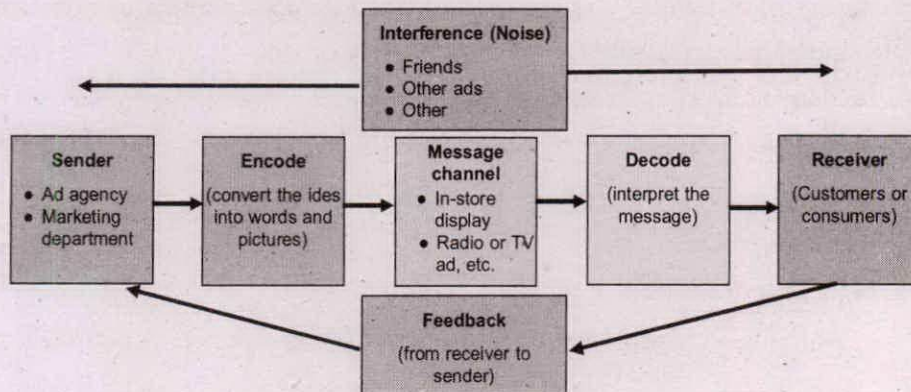 Interference (Noise)
● Friends
● Other ads
● Other
Sender
● Ad agency
● Marketing
department
Encode
(convert the ides
into words and
pictures)
Message
channel
● In-store
display
● Radio or TV
ad, etc.
Decode
(interpret the
message)
Receiver
(Customers or
consumers)
Feedback
(from receiver to
sender)